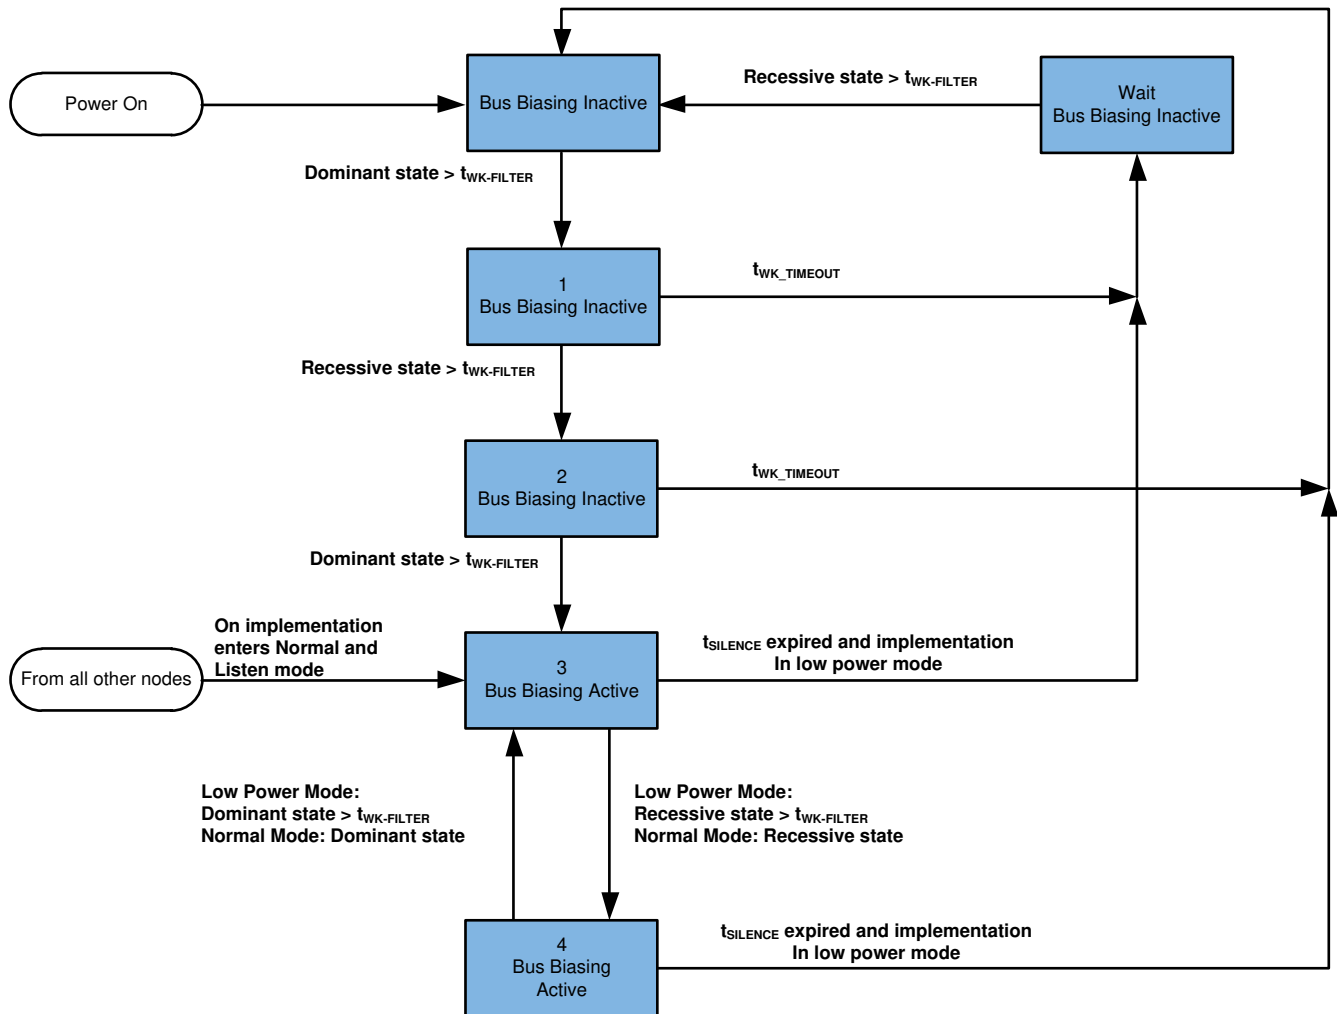 Power On
Bus Biasing Inactive
Recessive state > tWK-FILTER
Wait
Bus Biasing Inactive
Dominant state > tWK-FILTER
1
Bus Biasing Inactive
tWK_TIMEOUT
Recessive state > tWK-FILTER
2
Bus Biasing Inactive
tWK_TIMEOUT
Dominant state > tWK-FILTER
On implementation
enters Normal and
Listen mode
From all other nodes
3
Bus Biasing Active
tSILENCE expired and implementation
In low power mode
Low Power Mode:
Dominant state > tWK-FILTER
Normal Mode: Dominant state
Low Power Mode:
Recessive state > tWK-FILTER
Normal Mode: Recessive state
4
Bus Biasing
Active
tSILENCE expired and implementation
In low power mode